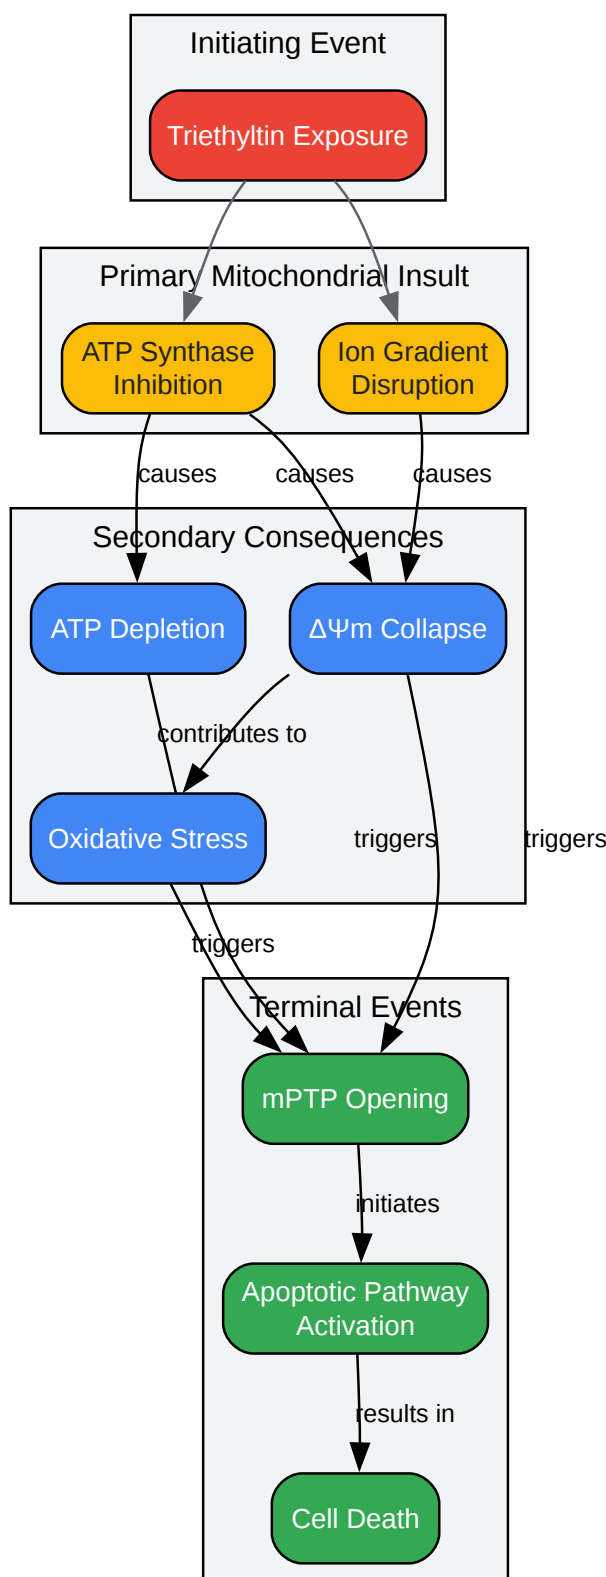 Initiating Event
Triethyltin Exposure
Primary Mitochondrial Insult
ATP Synthase
Inhibition
Ion Gradient
Disruption
causes
causes
causes
Secondary Consequences
ATP Depletion
ΔΨm Collapse
contributes to
Oxidative Stress
triggers
triggers
triggers
Terminal Events
mPTP Opening
initiates
Apoptotic Pathway
Activation
results in
Cell Death